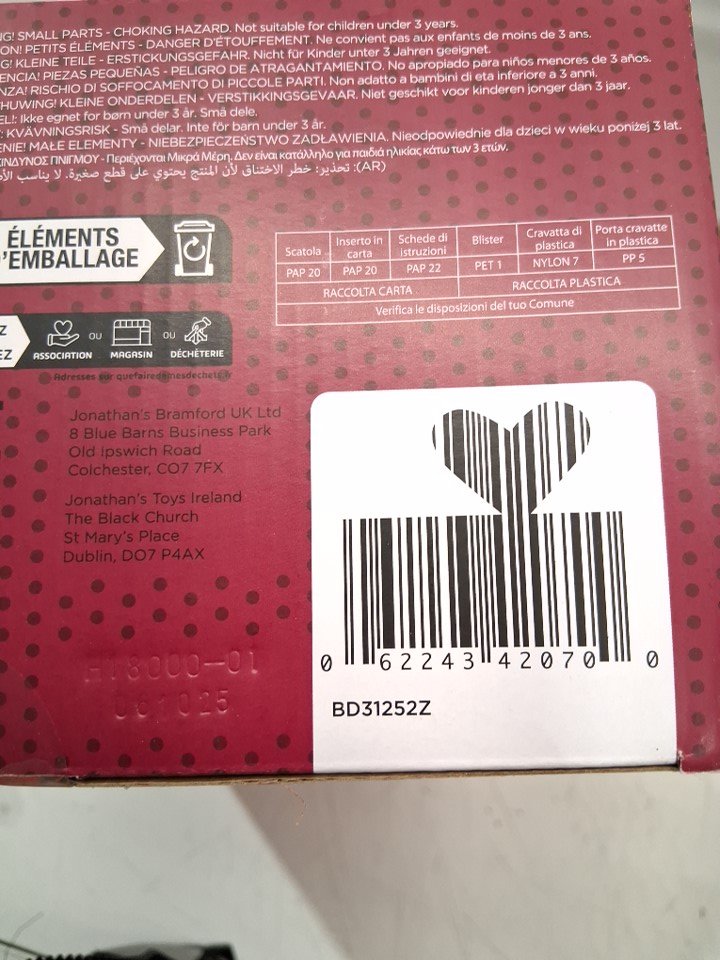 NG! SMALL PARTS - CHOKING HAZARD. Not suitable for children under 3 years.
ON! PETITS ÉLÉMENTS - DANGER D'ÉTOUFFEMENT. Ne convient pas aux enfants de moins de 3 ans.
G! KLEINE TEILE - ERSTICKUNGSGEFAHR. Nicht für Kinder unter 3 Jahren geeignet.
ENCIA! PIEZAS PEQUEÑAS - PELIGRO DE ATRAGANTAMIENTO. No apropiado para niños menores de 3 años.
NZA! RISCHIO DI SOFFOCAMENTO DI PICCOLE PARTI. Non adatto a bambini di eta inferiore a 3 anni.
HUWING! KLEINE ONDERDELEN - VERSTIKKINGSGEVAAR. Niet geschikt voor kinderen jonger dan 3 jaar.
EL!: Ikke egnet for børn under 3 år. Små dele.
: KVÄVNINGSRISK - Små delar. Inte för barn under 3 år.
ENIE! MAŁE ELEMENTY - NIEBEZPIECZEŃSTWO ZADŁAWIENIA. Nieodpowiednie dla dzieci w wieku poniżej 3 lat.
ΚΙΝΔΥΝΟΣ ΠΝΙΓΜΟΥ - Περιέχονται Μικρά Μέρη. Δεν είναι κατάλληλο για παιδιά ηλικίας κάτω των 3 ετών.
(AR): تحذير: خطر الاختناق لأن المنتج يحتوي على قطع صغيرة. لا يناسب
ÉLÉMENTS
D'EMBALLAGE
Scatola Inserto in carta Schede di istruzioni Blister Cravatta di plastica Porta cravatte in plastica
PAP 20 PAP 20 PAP 22 PET 1 NYLON 7 PP 5
RACCOLTA CARTA RACCOLTA PLASTICA
Verifica le disposizioni del tuo Comune
Z
EZ
OU OU
ASSOCIATION MAGASIN DÉCHÈTERIE
Adresses sur quefairedemesdechets.fr
Jonathan's Bramford UK Ltd
8 Blue Barns Business Park
Old Ipswich Road
Colchester, CO7 7FX
Jonathan's Toys Ireland
The Black Church
St Mary's Place
Dublin, DO7 P4AX
0 62243 42070 0
BD31252Z